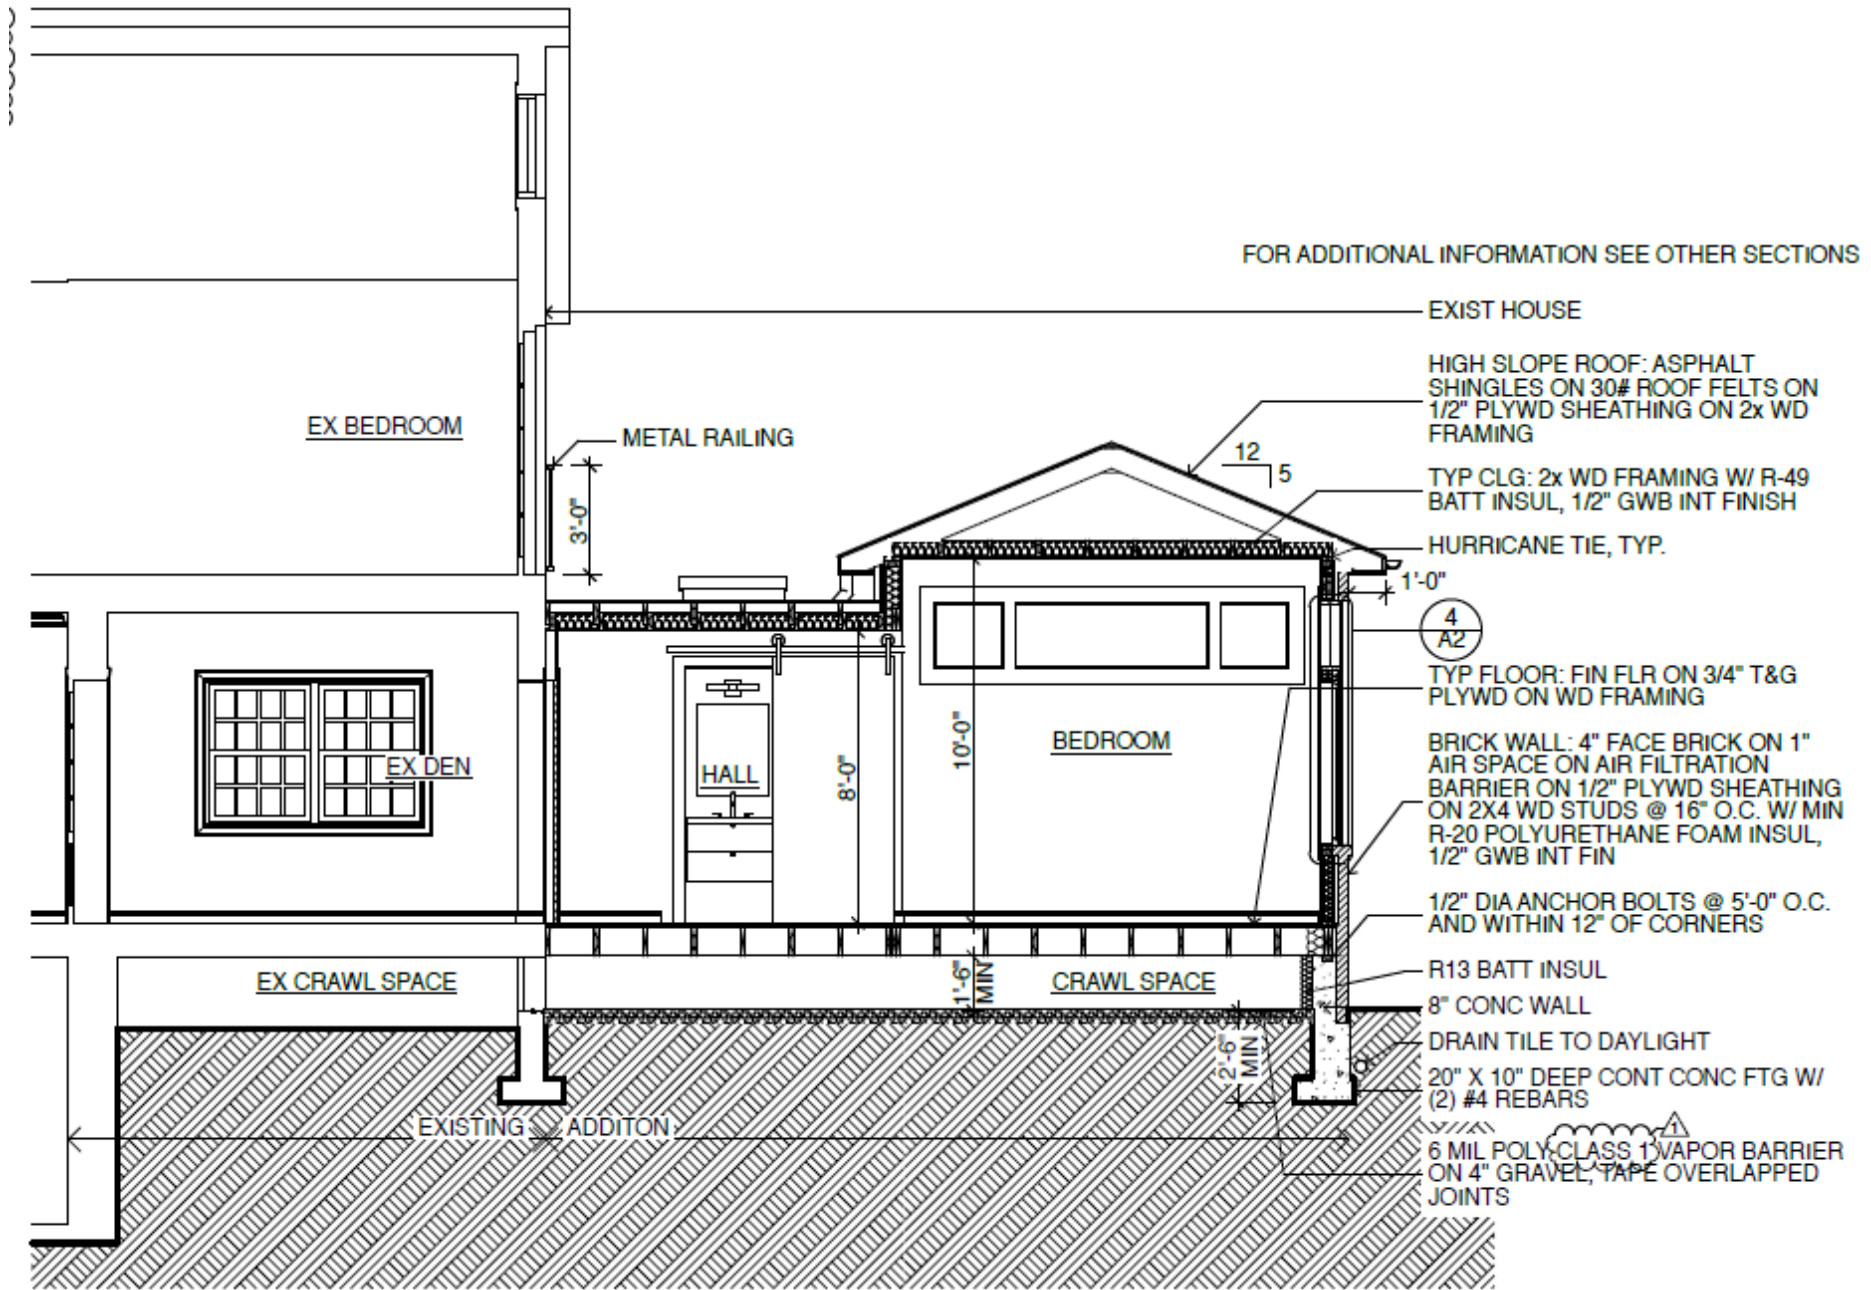 FOR ADDITIONAL INFORMATION SEE OTHER SECTIONS
EXIST HOUSE
HIGH SLOPE ROOF: ASPHALT
SHINGLES ON 30# ROOF FELTS ON
1/2" PLYWD SHEATHING ON 2x WD
FRAMING
EX BEDROOM
METAL RAILING
12
5
3'-0"
TYP CLG: 2x WD FRAMING W/ R-49
BATT INSUL, 1/2" GWB INT FINISH
HURRICANE TIE, TYP.
1'-0"
4
A2
TYP FLOOR: FIN FLR ON 3/4" T&G
PLYWD ON WD FRAMING
EX DEN
HALL
8'-0"
10'-0"
BEDROOM
BRICK WALL: 4" FACE BRICK ON 1"
AIR SPACE ON AIR FILTRATION
BARRIER ON 1/2" PLYWD SHEATHING
ON 2X4 WD STUDS @ 16" O.C. W/ MIN
R-20 POLYURETHANE FOAM INSUL,
1/2" GWB INT FIN
1/2" DIA ANCHOR BOLTS @ 5'-0" O.C.
AND WITHIN 12" OF CORNERS
EX CRAWL SPACE
1'-6"
MIN
CRAWL SPACE
R13 BATT INSUL
8" CONC WALL
2'-6"
MIN
DRAIN TILE TO DAYLIGHT
20" X 10" DEEP CONT CONC FTG W/
(2) #4 REBARS
EXISTING
ADDITON
1
6 MIL POLY CLASS 1 VAPOR BARRIER
ON 4" GRAVEL, TAPE OVERLAPPED
JOINTS